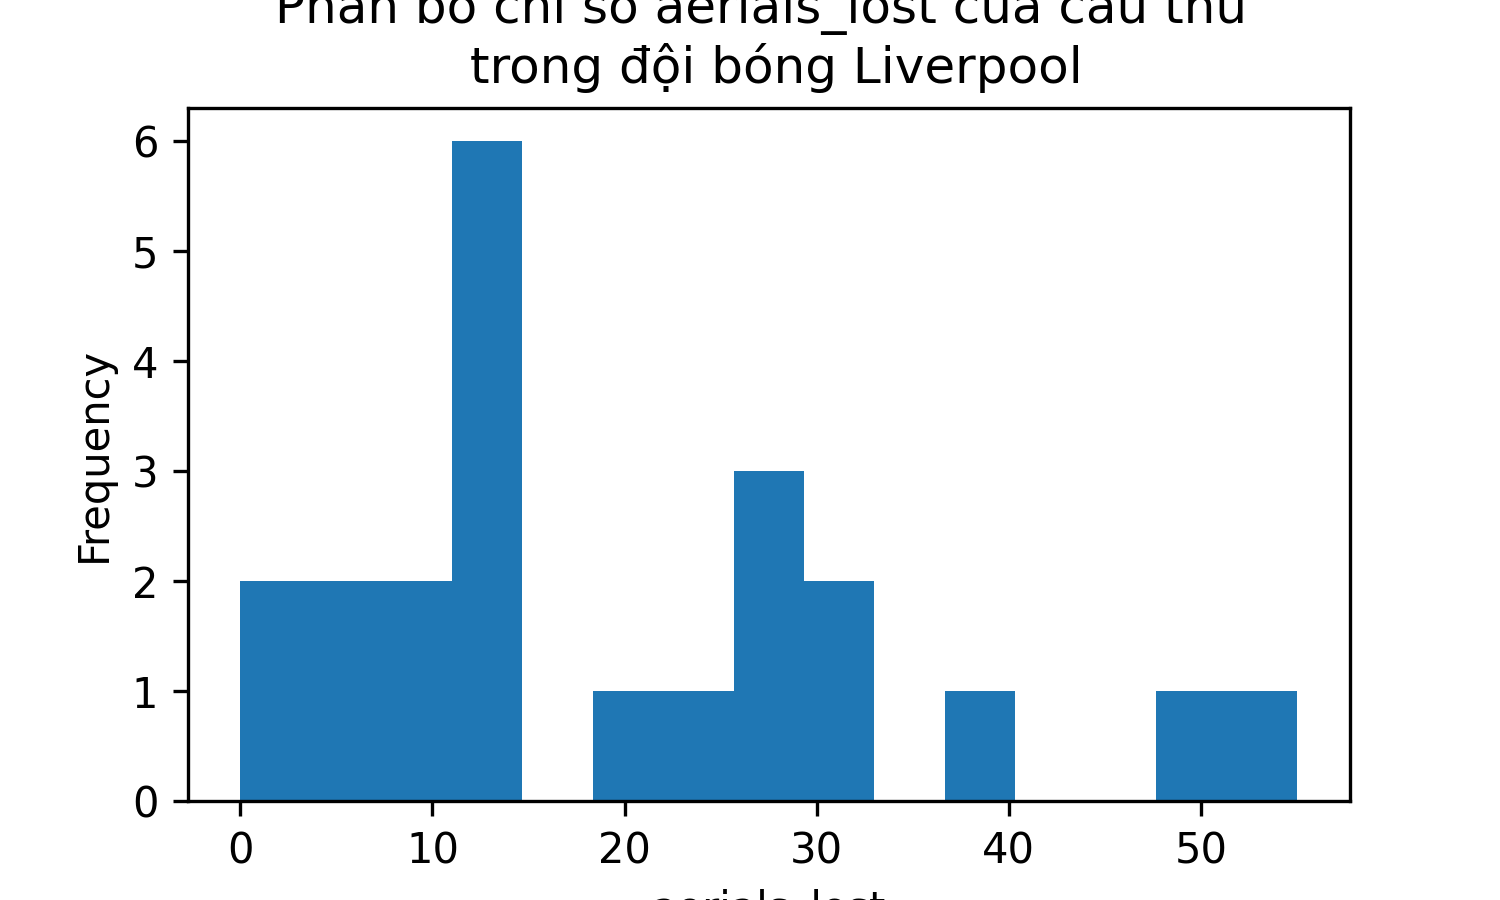 Phân bố chỉ số aerials_lost của cầu thủ
trong đội bóng Liverpool
6
5
4
3
2
1
0
Frequency
0 10 20 30 40 50
aerials_lost